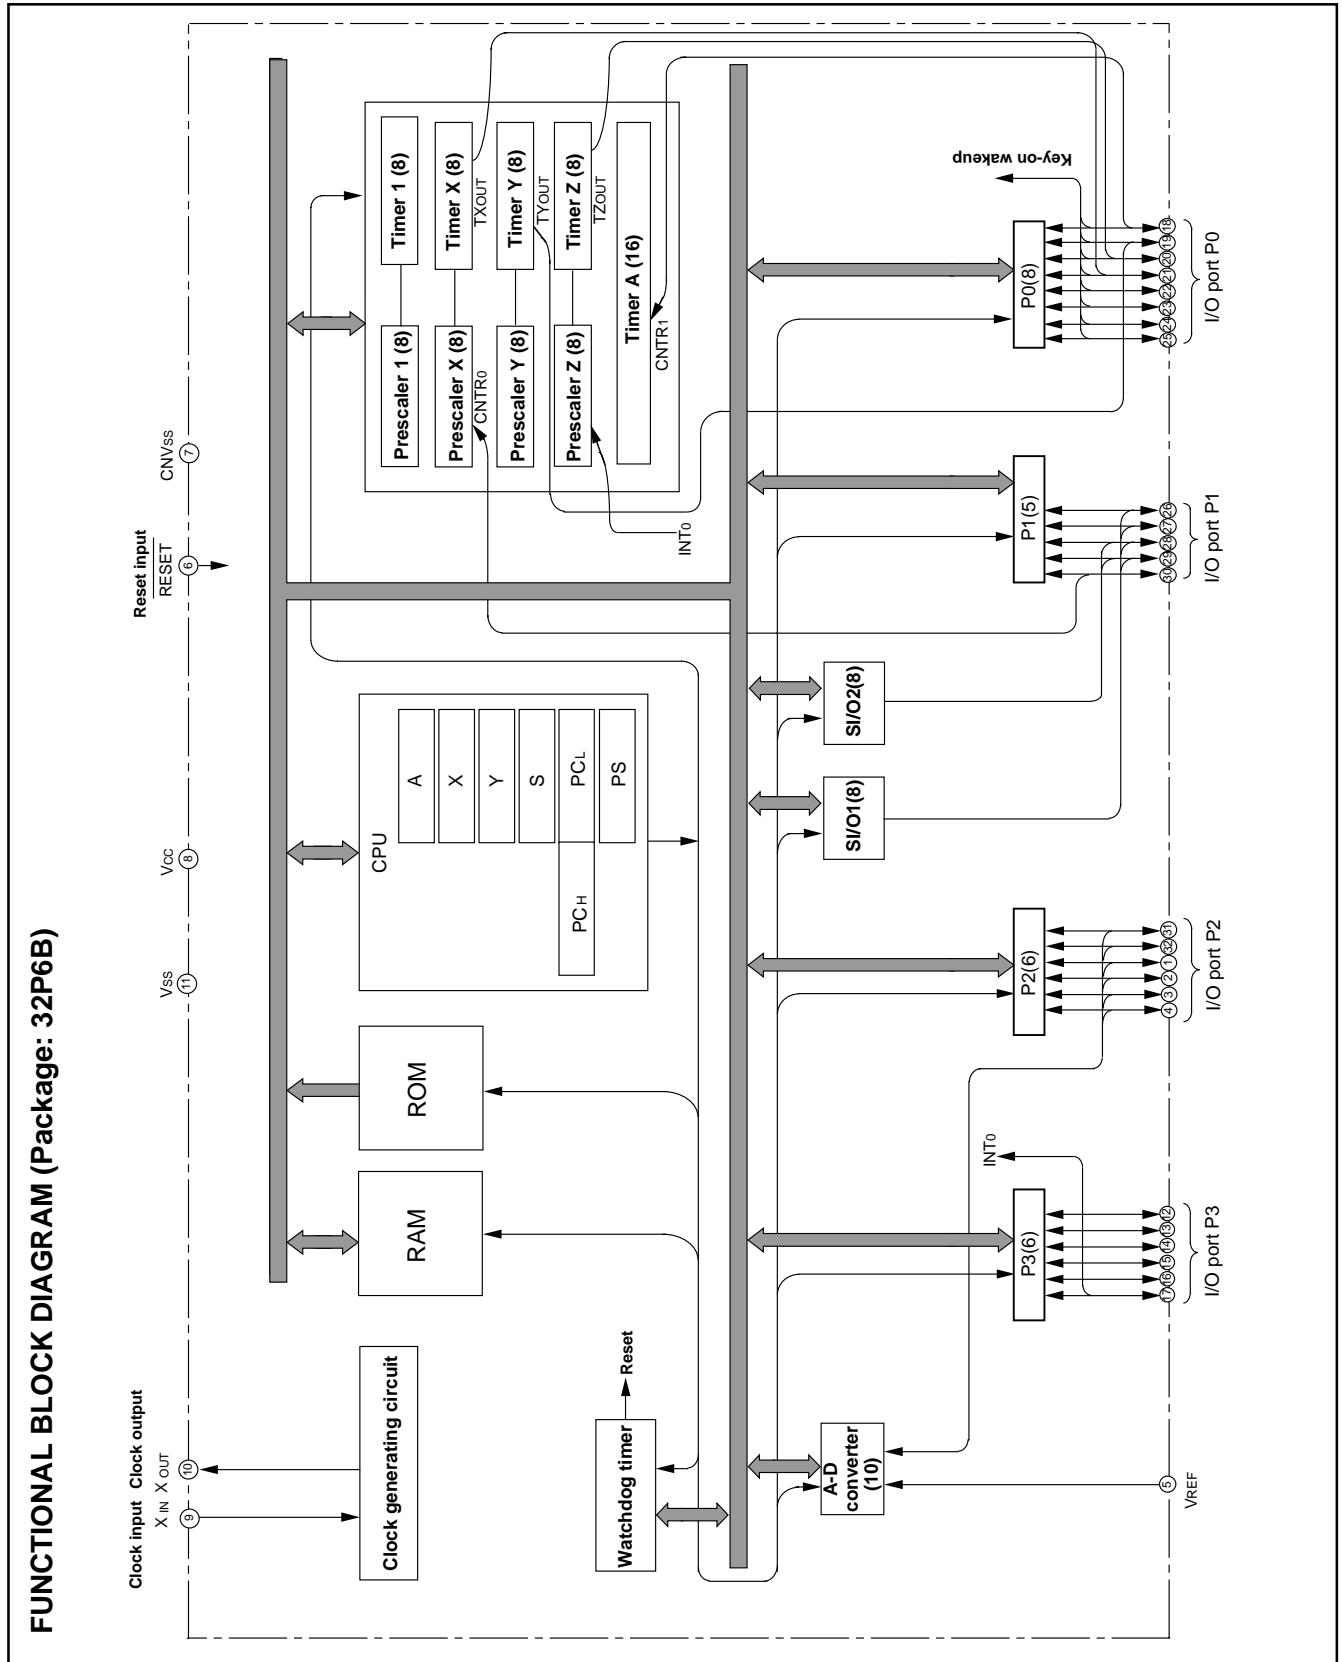 FUNCTIONAL BLOCK DIAGRAM (Package: 32P6B)
Clock input
Clock output
XIN
XOUT
9
10
VSS
11
VCC
8
Reset input
RESET
6
CNVSS
7
Clock generating circuit
RAM
ROM
CPU
A
X
Y
S
PCH
PCL
PS
Prescaler 1 (8)
Timer 1 (8)
Prescaler X (8)
Timer X (8)
CNTR0
TXOUT
Prescaler Y (8)
Timer Y (8)
TYOUT
Prescaler Z (8)
Timer Z (8)
TZOUT
Timer A (16)
CNTR1
INT0
Watchdog timer
Reset
A-D
converter
(10)
SI/O1(8)
SI/O2(8)
INT0
Key-on wakeup
P3(6)
P2(6)
P1(5)
P0(8)
5
17
16
15
14
13
12
4
3
2
1
32
31
30
29
28
27
26
25
24
23
22
21
20
19
18
VREF
I/O port P3
I/O port P2
I/O port P1
I/O port P0